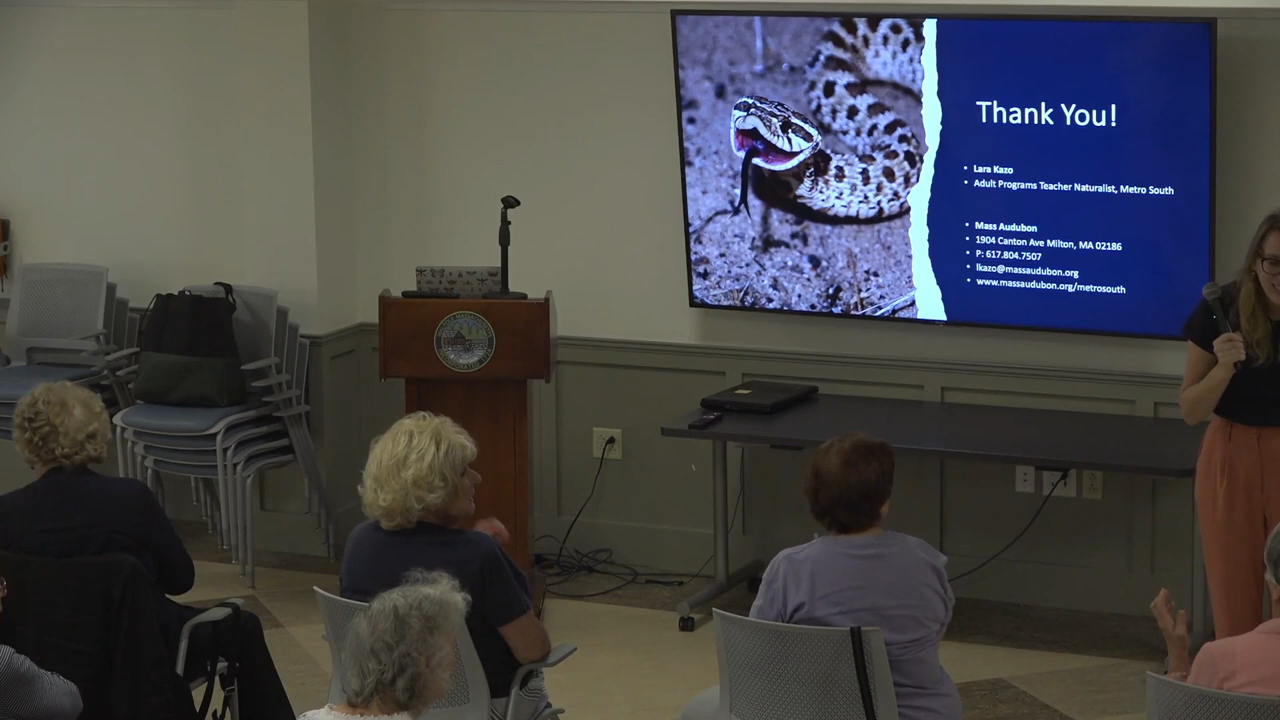 Thank You!
• Lara Kazo
• Adult Programs Teacher Naturalist, Metro South
• Mass Audubon
• 1904 Canton Ave Milton, MA 02186
• P: 617.804.7507
• lkazo@massaudubon.org
• www.massaudubon.org/metrosouth